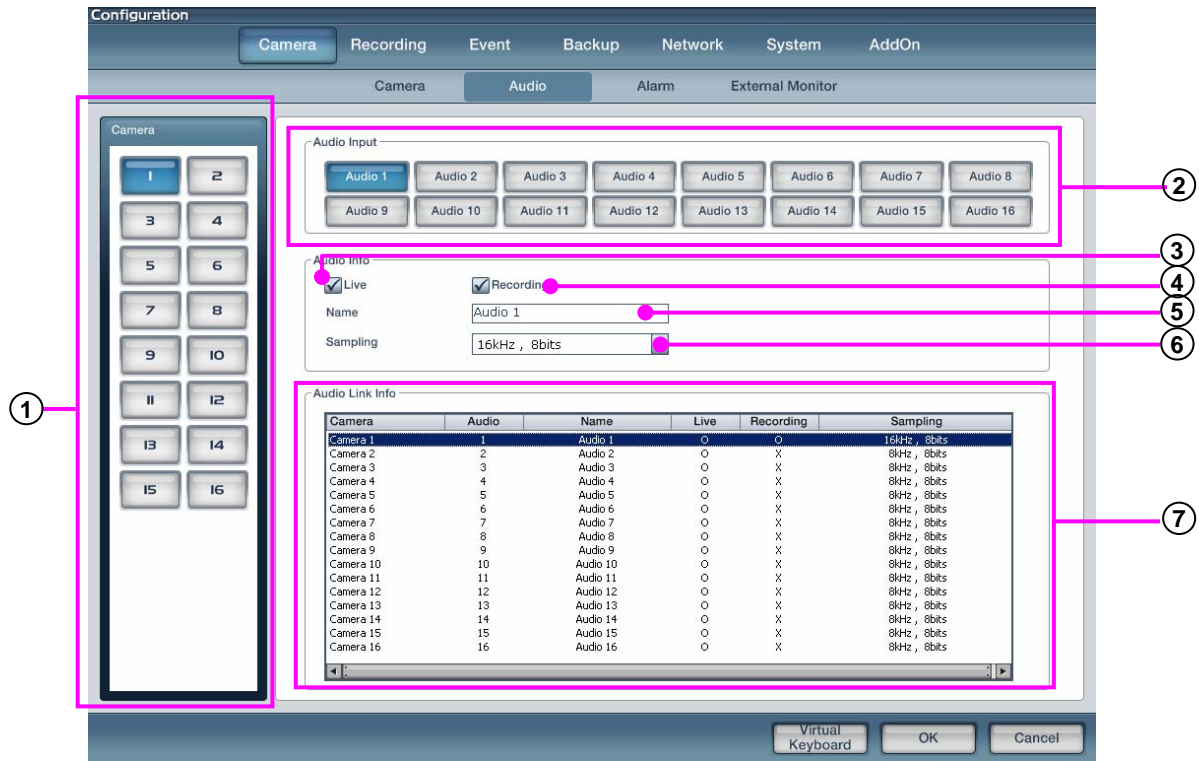 Configuration
Camera Recording Event Backup Network System AddOn
Camera Audio Alarm External Monitor
Camera
1 2
3 4
5 6
7 8
9 10
11 12
13 14
15 16
Audio Input
Audio 1 Audio 2 Audio 3 Audio 4 Audio 5 Audio 6 Audio 7 Audio 8
Audio 9 Audio 10 Audio 11 Audio 12 Audio 13 Audio 14 Audio 15 Audio 16
Audio Info
Live Recording
Name Audio 1
Sampling 16kHz , 8bits
Audio Link Info
Camera Audio Name Live Recording Sampling
Camera 1 1 Audio 1 O O 16kHz , 8bits
Camera 2 2 Audio 2 O X 8kHz , 8bits
Camera 3 3 Audio 3 O X 8kHz , 8bits
Camera 4 4 Audio 4 O X 8kHz , 8bits
Camera 5 5 Audio 5 O X 8kHz , 8bits
Camera 6 6 Audio 6 O X 8kHz , 8bits
Camera 7 7 Audio 7 O X 8kHz , 8bits
Camera 8 8 Audio 8 O X 8kHz , 8bits
Camera 9 9 Audio 9 O X 8kHz , 8bits
Camera 10 10 Audio 10 O X 8kHz , 8bits
Camera 11 11 Audio 11 O X 8kHz , 8bits
Camera 12 12 Audio 12 O X 8kHz , 8bits
Camera 13 13 Audio 13 O X 8kHz , 8bits
Camera 14 14 Audio 14 O X 8kHz , 8bits
Camera 15 15 Audio 15 O X 8kHz , 8bits
Camera 16 16 Audio 16 O X 8kHz , 8bits
Virtual
Keyboard OK Cancel
1
2
3
4
5
6
7